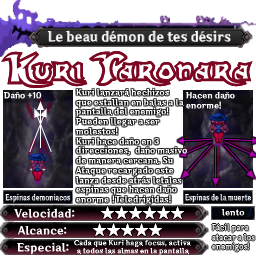 Le beau démon de tes désirs
Kuri Taronara
Daño +10
Kuri lanzará hechizos
que estallan en balas a la
pantalla del enemigo!
Pueden llegar a ser
molestos!
Kuri hace daño en 3
direcciones, daño masivo
de manera cercana. Su
Ataque recargado este
lanza desde atrás letales
espinas que hacen daño
enorme! Teledrigidas!
Hacen daño
enorme!
Espinas demoniacos
Espinas de la muerte
Velocidad: ★★★★★★
lento
Alcance: ★★★★★
Fácil para
atacar a los
enemigos!
Especial: Cada que Kuri haga focus, activa
a todos las almas en la pantalla